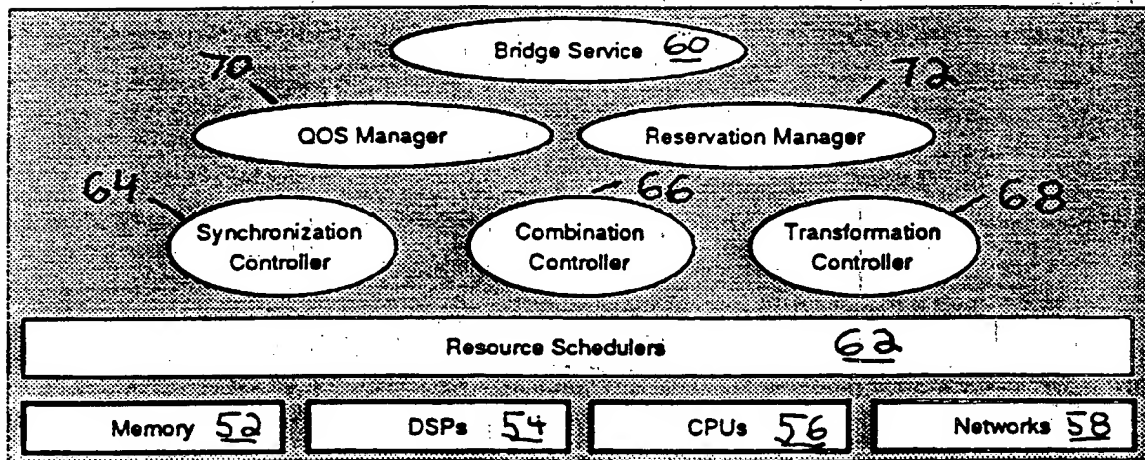 Bridge Service 60
70
72
QOS Manager
Reservation Manager
64
66
68
Synchronization
Controller
Combination
Controller
Transformation
Controller
Resource Schedulers 62
Memory 52
DSPs 54
CPUs 56
Networks 58